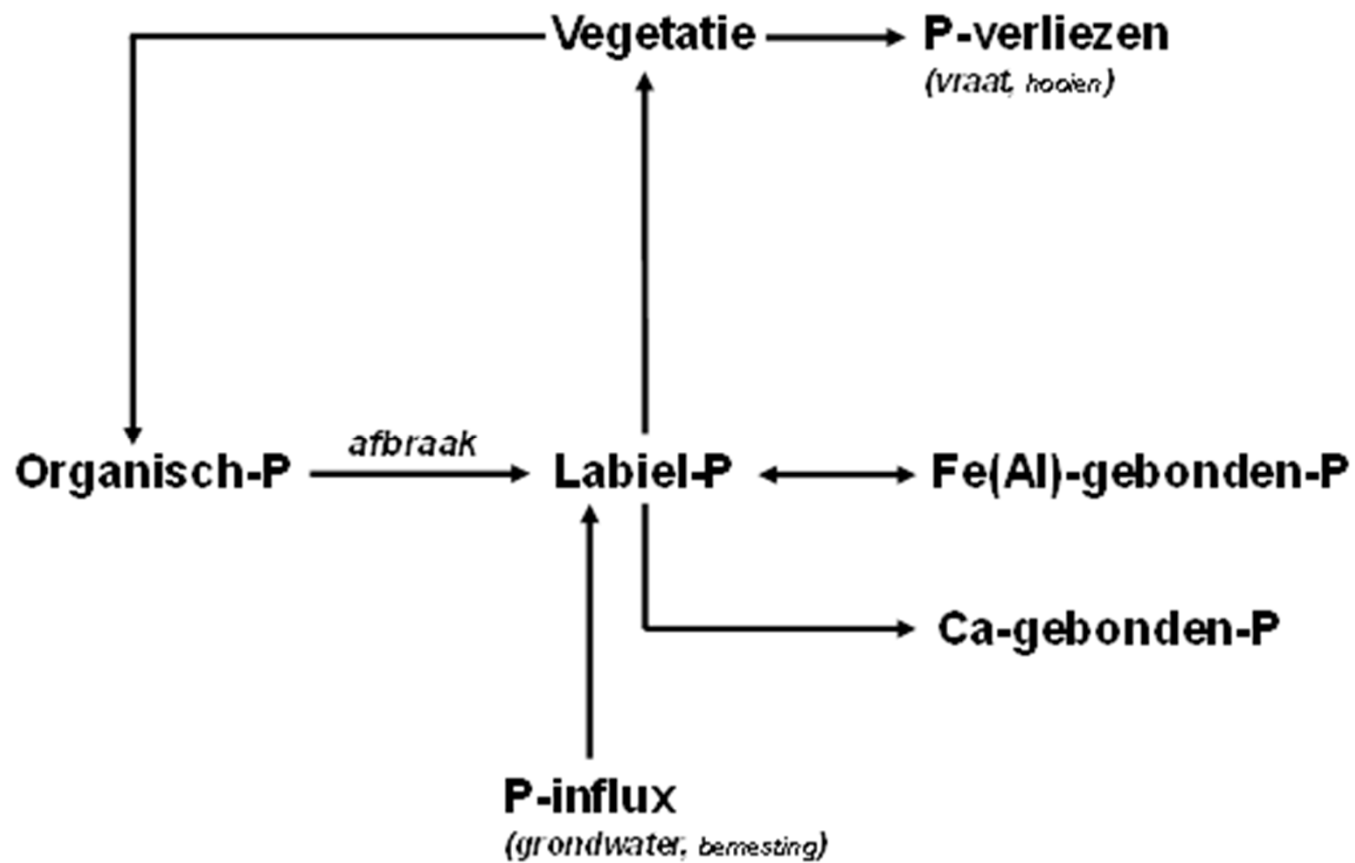 Vegetatie
P-verliezen
(vraat, hooien)
afbraak
Organisch-P
Labiel-P
Fe(Al)-gebonden-P
Ca-gebonden-P
P-influx
(grondwater, bemesting)